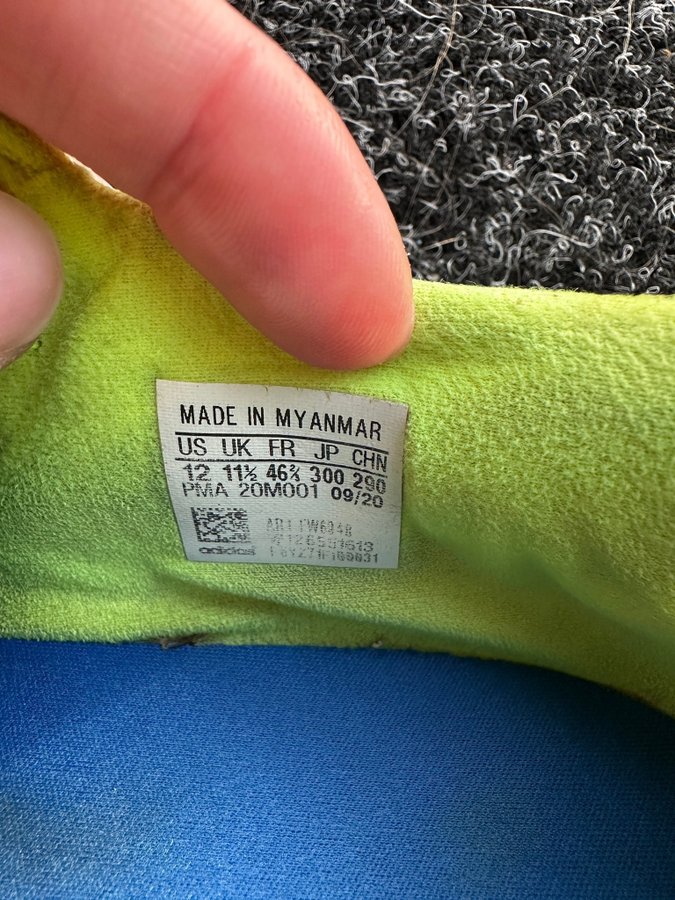 MADE IN MYANMAR
US UK FR JP CHN
12 11½ 46⅔ 300 290
PMA 20M001 09/20
adidas